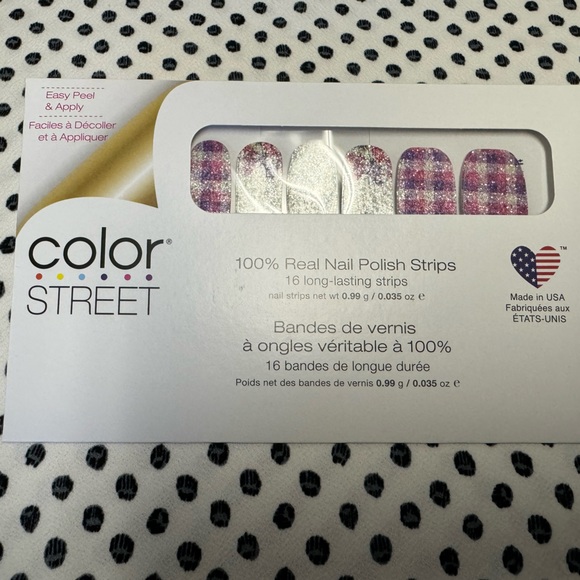 Easy Peel
& Apply
Faciles à Décoller
et à Appliquer
color®
STREET
100% Real Nail Polish Strips
16 long-lasting strips
nail strips net wt 0.99 g / 0.035 oz ℮
Bandes de vernis
à ongles véritable à 100%
16 bandes de longue durée
Poids net des bandes de vernis 0.99 g / 0.035 oz ℮
™
Made in USA
Fabriquées aux
ÉTATS-UNIS